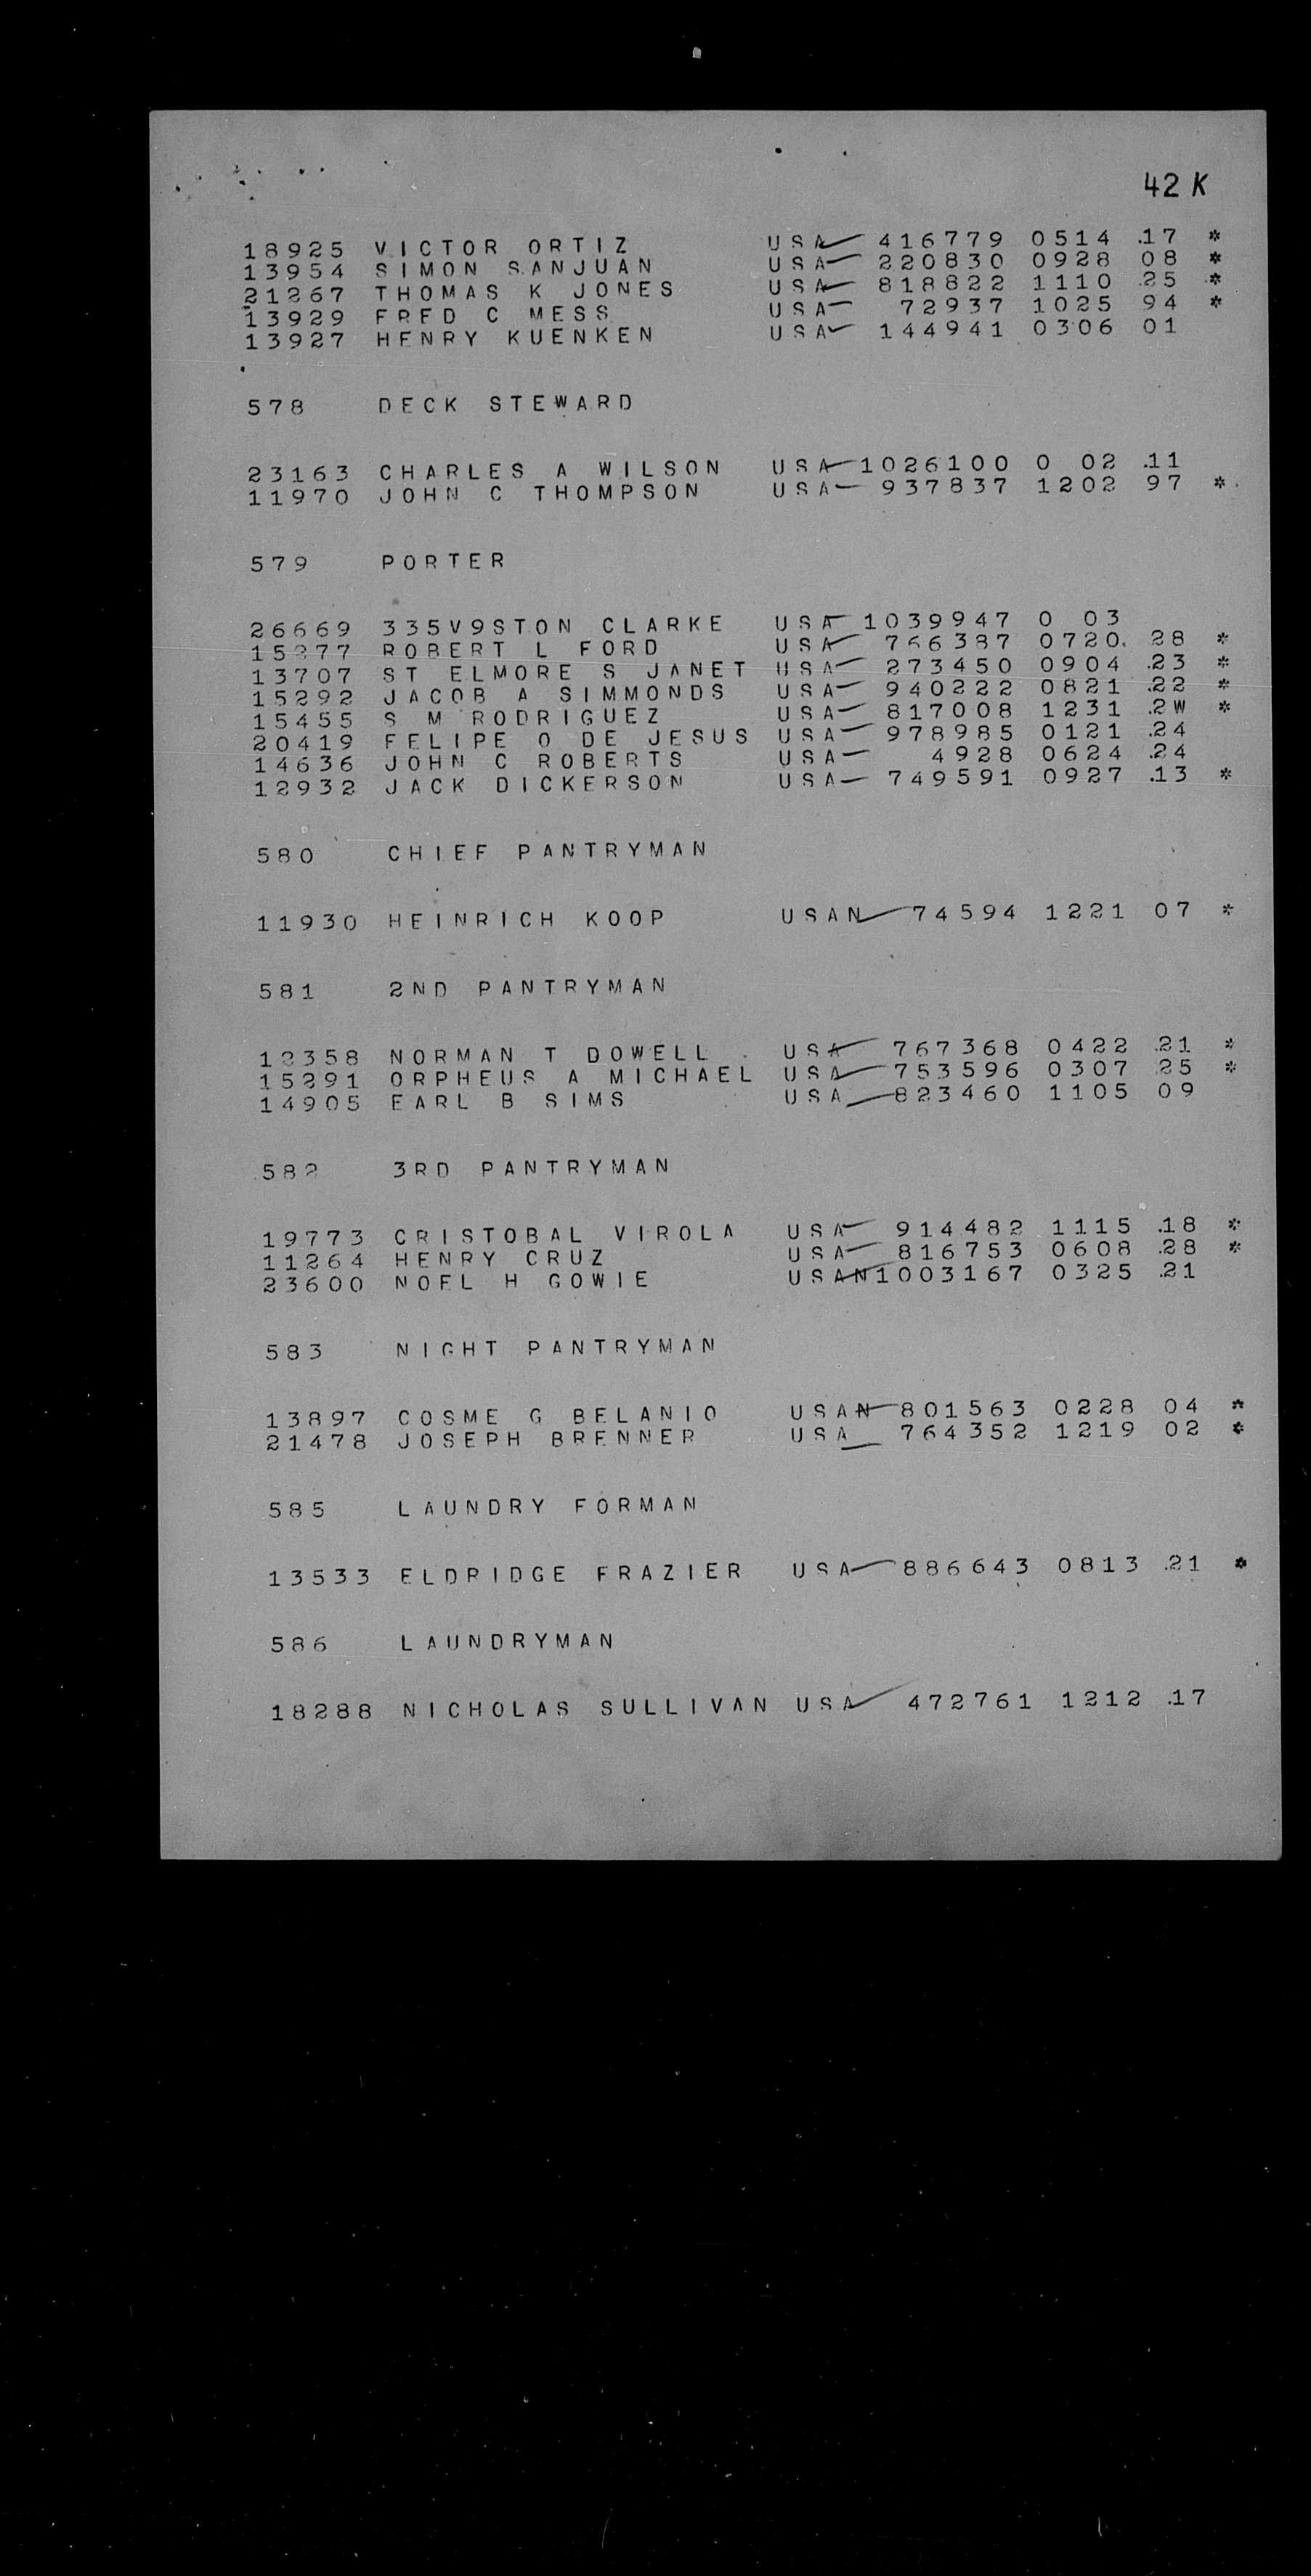 42 K
18925 VICTOR ORTIZ USA 416779 0514 .17 *
13954 SIMON SANJUAN USA 220830 0928 08 *
21267 THOMAS K JONES USA 818822 1110 .25 *
13929 FRED C MESS USA 72937 1025 94 *
13927 HENRY KUENKEN USA 144941 0306 01
578 DECK STEWARD
23163 CHARLES A WILSON USA 1026100 0 02 .11
11970 JOHN C THOMPSON USA 937837 1202 97 *
579 PORTER
26669 335V9STON CLARKE USA 1039947 0 03
15277 ROBERT L FORD USA 766387 0720 .28 *
13707 ST ELMORE S JANET USA 273450 0904 .23 *
15292 JACOB A SIMMONDS USA 940222 0821 .22 *
15455 S M RODRIGUEZ USA 817008 1231 .2W *
20419 FELIPE O DE JESUS USA 978985 0121 .24
14636 JOHN C ROBERTS USA 4928 0624 .24
12932 JACK DICKERSON USA 749591 0927 .13 *
580 CHIEF PANTRYMAN
11930 HEINRICH KOOP USAN 74594 1221 07 *
581 2ND PANTRYMAN
12358 NORMAN T DOWELL USA 767368 0422 .21 *
15291 ORPHEUS A MICHAEL USA 753596 0307 .25 *
14905 EARL B SIMS USA 823460 1105 09
582 3RD PANTRYMAN
19773 CRISTOBAL VIROLA USA 914482 1115 .18 *
11264 HENRY CRUZ USA 816753 0608 .28 *
23600 NOEL H GOWIE USAN1003167 0325 .21
583 NIGHT PANTRYMAN
13897 COSME G BELANIO USAN 801563 0228 04 *
21478 JOSEPH BRENNER USA 764352 1219 02 *
585 LAUNDRY FORMAN
13533 ELDRIDGE FRAZIER USA 886643 0813 .21 *
586 LAUNDRYMAN
18288 NICHOLAS SULLIVAN USA 472761 1212 .17